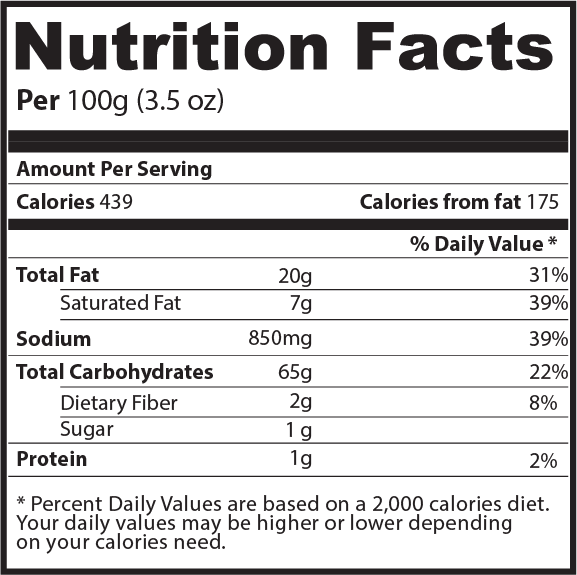 Nutrition Facts
Per 100g (3.5 oz)
Amount Per Serving
Calories 439 Calories from fat 175
% Daily Value *
Total Fat 20g 31%
Saturated Fat 7g 39%
Sodium 850mg 39%
Total Carbohydrates 65g 22%
Dietary Fiber 2g 8%
Sugar 1 g
Protein 1g 2%
* Percent Daily Values are based on a 2,000 calories diet.
Your daily values may be higher or lower depending
on your calories need.